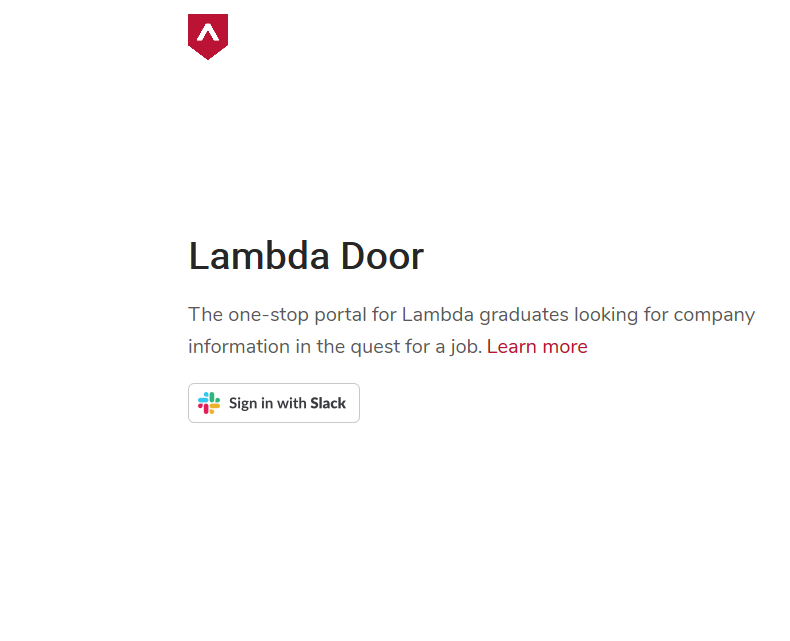 Lambda Door
The one-stop portal for Lambda graduates looking for company
information in the quest for a job. Learn more
Sign in with Slack